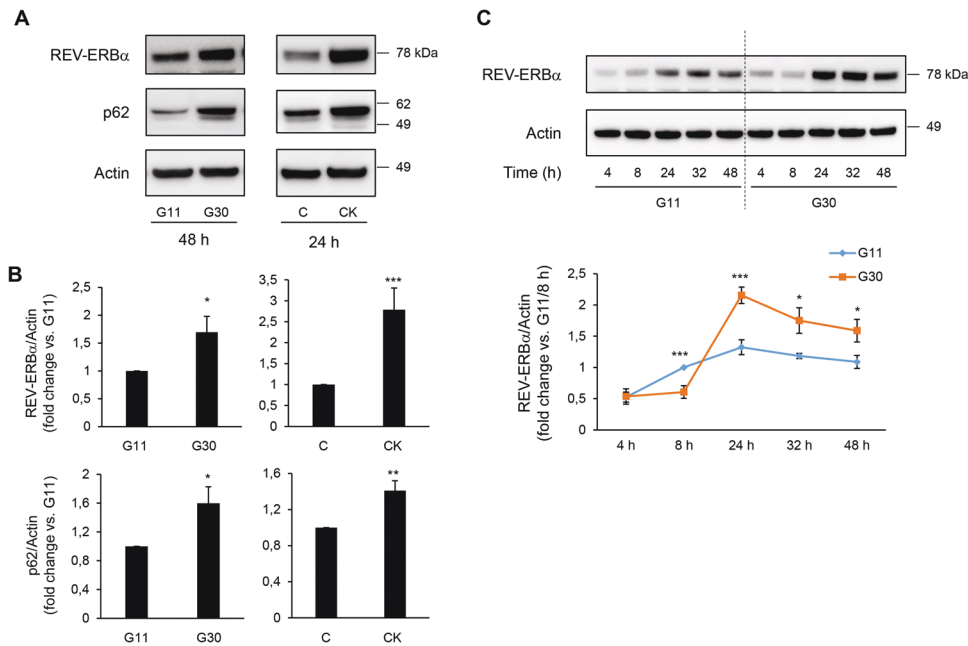 A
REV-ERBα
78 kDa
p62
62
49
Actin
49
G11 G30 C CK
48 h 24 h
B
REV-ERBα/Actin
(fold change vs. G11)
2,5
2
1,5
1
0,5
0
*
G11 G30
3,5
3
2,5
2
1,5
1
0,5
0
***
C CK
p62/Actin
(fold change vs. G11)
2
1,6
1,2
0,8
0,4
0
*
G11 G30
1,6
1,2
0,8
0,4
0
**
C CK
C
REV-ERBα
78 kDa
Actin
49
Time (h) 4 8 24 32 48 4 8 24 32 48
G11 G30
G11
G30
REV-ERBα/Actin
(fold change vs. G11/8 h)
2,5
2
1,5
1
0,5
0
***
***
*
*
4 h 8 h 24 h 32 h 48 h